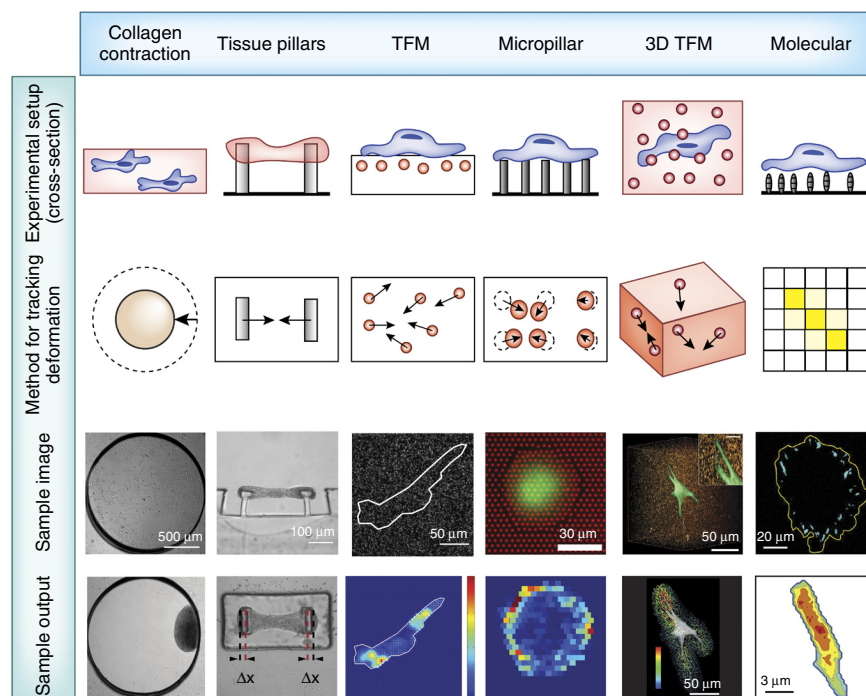 Collagen
contraction
Tissue pillars
TFM
Micropillar
3D TFM
Molecular
Experimental setup
(cross-section)
Method for tracking
deformation
Sample image
500 μm
100 μm
50 μm
30 μm
50 μm
20 μm
Sample output
Δx
Δx
50 μm
3 μm